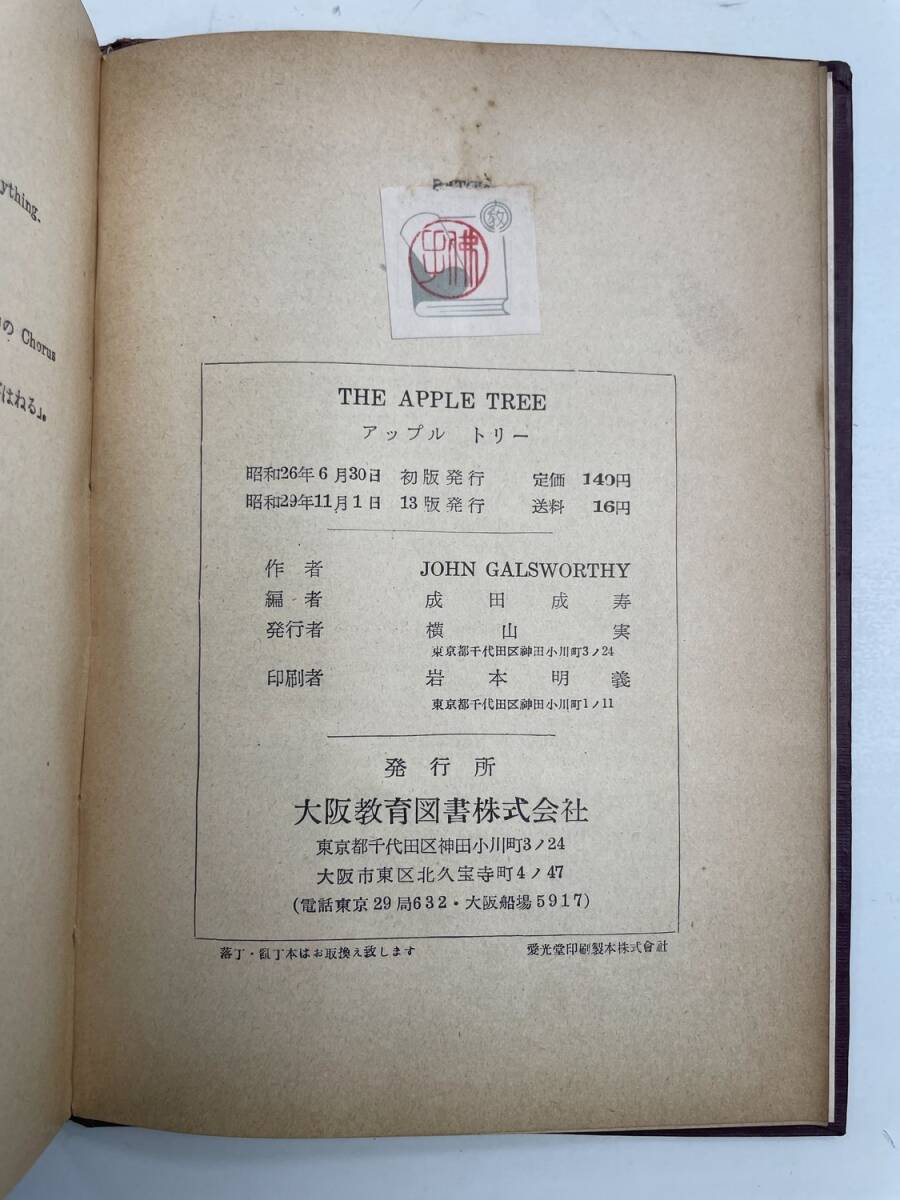 ything.
の Chorus
はねる」。
教
THE APPLE TREE
アップル トリー
昭和26年6月30日 初版発行 定価 140円
昭和29年11月1日 13版発行 送料 16円
作者 JOHN GALSWORTHY
編者 成田成寿
発行者 横山実
東京都千代田区神田小川町3ノ24
印刷者 岩本明義
東京都千代田区神田小川町1ノ11
発行所
大阪教育図書株式会社
東京都千代田区神田小川町3ノ24
大阪市東区北久宝寺町4ノ47
(電話東京29局632・大阪船場5917)
落丁・乱丁本はお取換え致します 愛光堂印刷製本株式會社